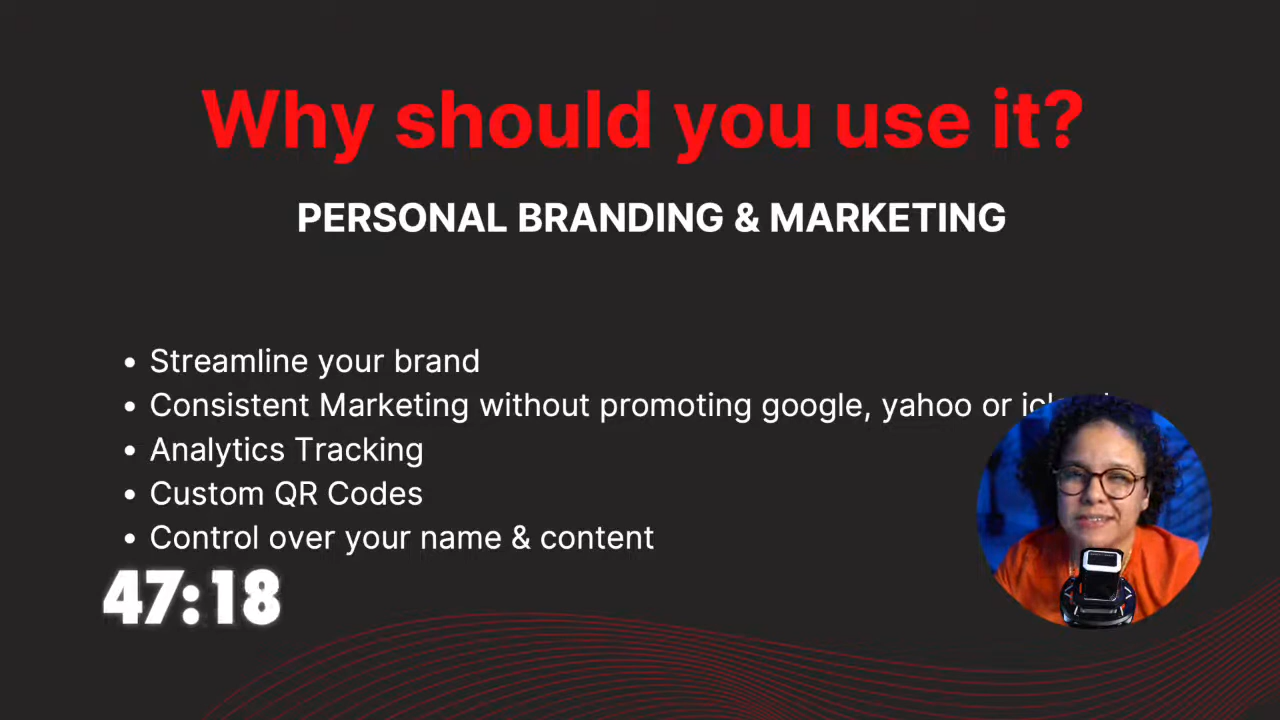 Why should you use it?
PERSONAL BRANDING & MARKETING
• Streamline your brand
• Consistent Marketing without promoting google, yahoo or
• Analytics Tracking
• Custom QR Codes
• Control over your name & content
47:18